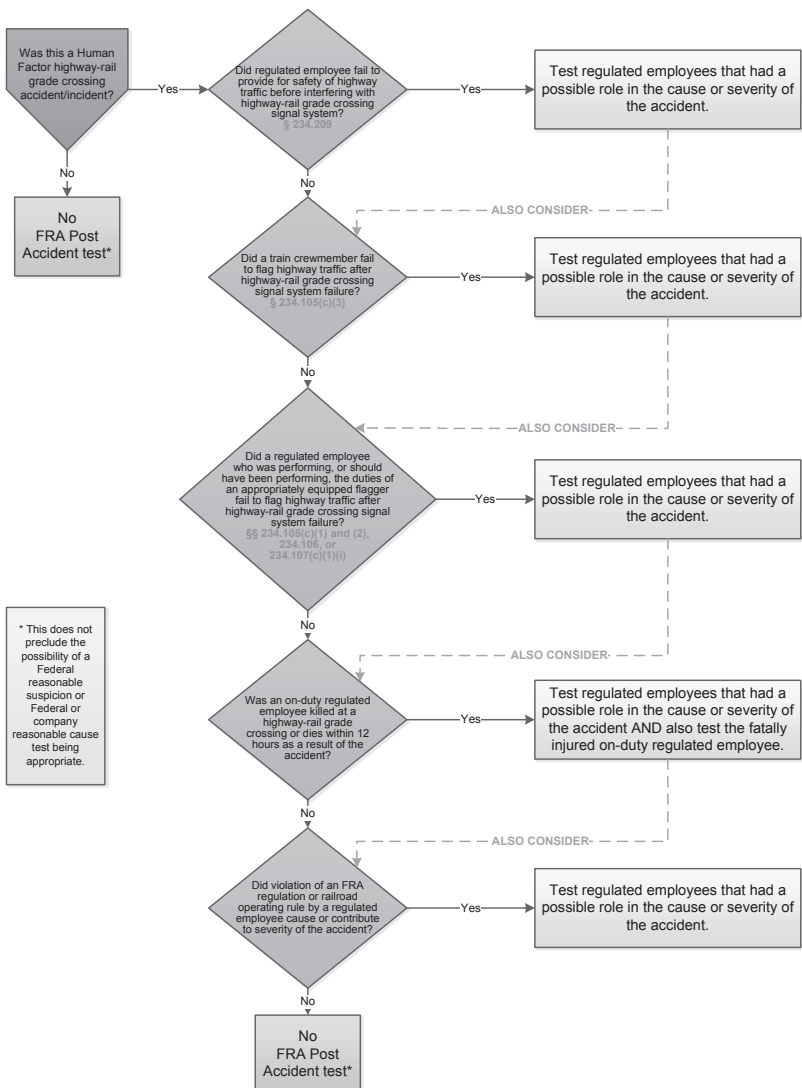 Was this a Human
Factor highway-rail
grade crossing
accident/incident?
Yes
No
No
FRA Post
Accident test*
Did regulated employee fail to
provide for safety of highway
traffic before interfering with
highway-rail grade crossing
signal system?
§ 234.209
Yes
Test regulated employees that had a
possible role in the cause or severity of
the accident.
No
ALSO CONSIDER
Did a train crewmember fail
to flag highway traffic after
highway-rail grade crossing
signal system failure?
§ 234.105(c)(3)
Yes
Test regulated employees that had a
possible role in the cause or severity of
the accident.
No
ALSO CONSIDER
Did a regulated employee
who was performing, or should
have been performing, the duties of
an appropriately equipped flagger
fail to flag highway traffic after
highway-rail grade crossing signal
system failure?
§§ 234.105(c)(1) and (2),
234.106, or
234.107(c)(1)(i)
Yes
Test regulated employees that had a
possible role in the cause or severity of
the accident.
No
ALSO CONSIDER
* This does not
preclude the
possibility of a
Federal
reasonable
suspicion or
Federal or
company
reasonable cause
test being
appropriate.
Was an on-duty regulated
employee killed at a
highway-rail grade
crossing or dies within 12
hours as a result of the
accident?
Yes
Test regulated employees that had a
possible role in the cause or severity of
the accident AND also test the fatally
injured on-duty regulated employee.
No
ALSO CONSIDER
Did violation of an FRA
regulation or railroad
operating rule by a regulated
employee cause or contribute
to severity of the accident?
Yes
Test regulated employees that had a
possible role in the cause or severity of
the accident.
No
No
FRA Post
Accident test*